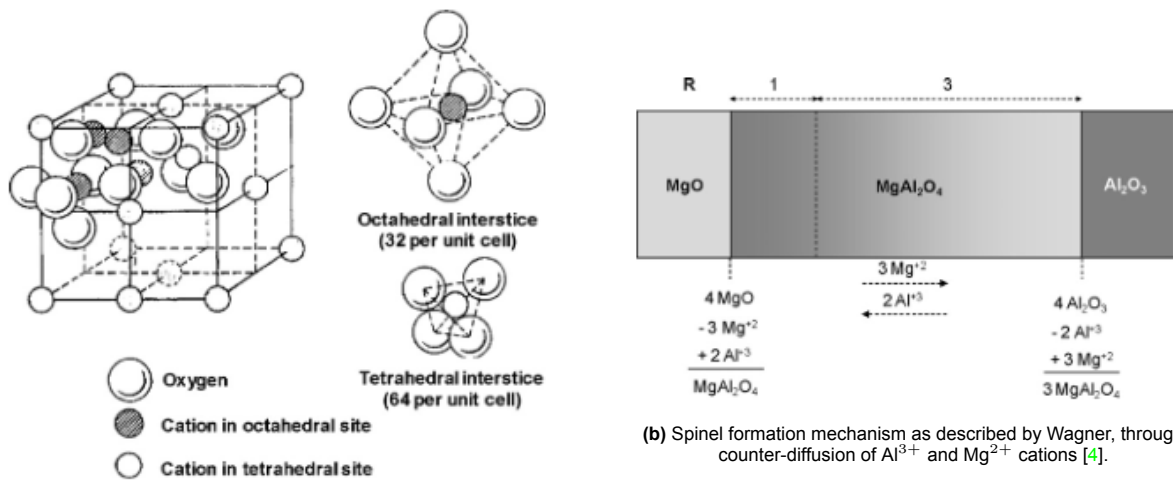 Octahedral interstice
(32 per unit cell)
Tetrahedral interstice
(64 per unit cell)
Oxygen
Cation in octahedral site
Cation in tetrahedral site
R 1 3
MgO MgAl₂O₄ Al₂O₃
3 Mg⁺²
2 Al⁺³
4 MgO
- 3 Mg⁺²
+ 2 Al⁺³
MgAl₂O₄
4 Al₂O₃
- 2 Al⁺³
+ 3 Mg⁺²
3 MgAl₂O₄
(b) Spinel formation mechanism as described by Wagner, throug
counter-diffusion of Al³⁺ and Mg²⁺ cations [4].